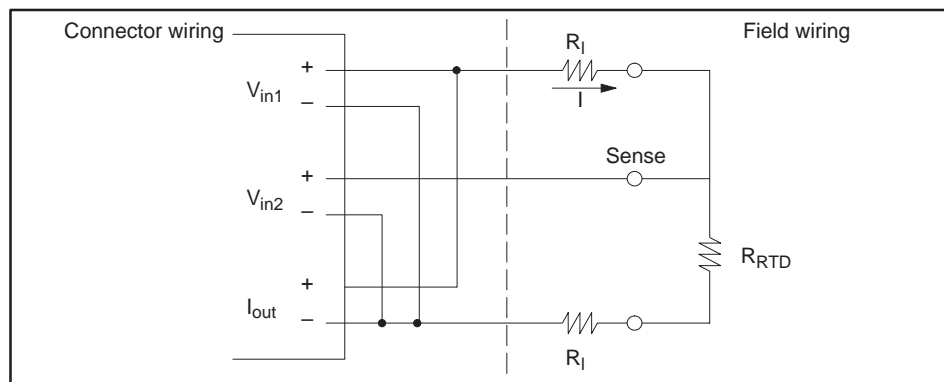 Connector wiring
Field wiring
R_l
+
V_in1
–
I
Sense
+
V_in2
–
R_RTD
+
I_out
–
R_l